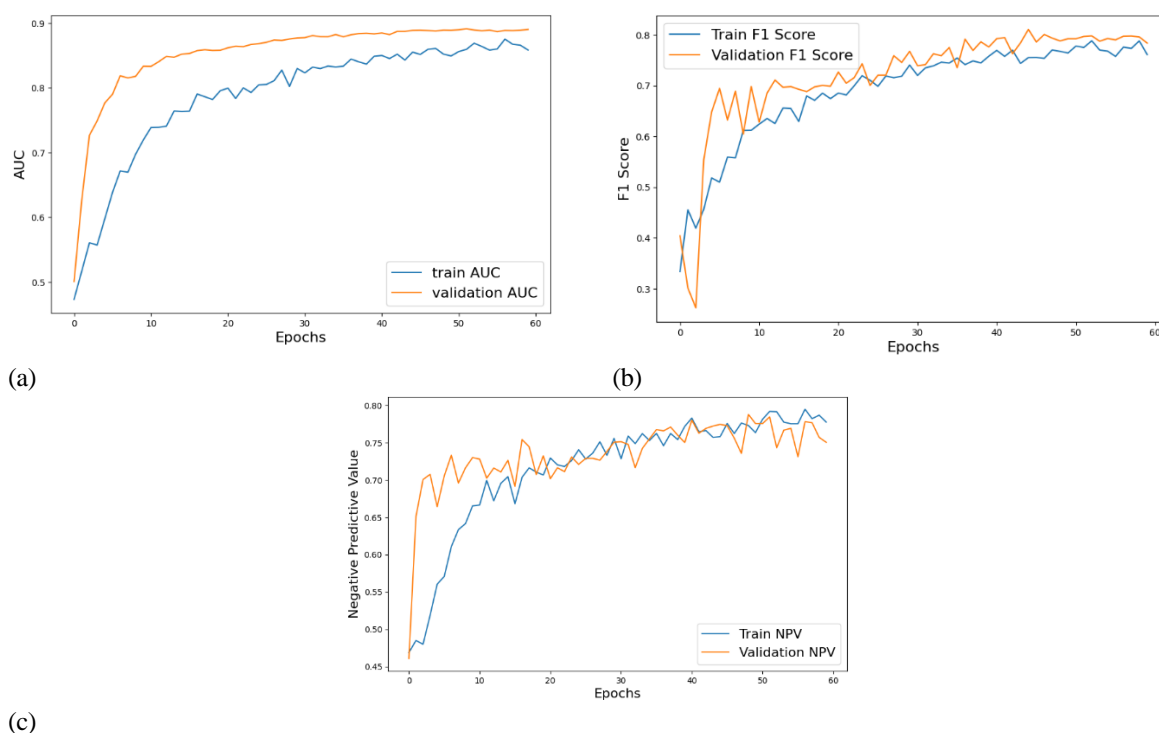 0.9
0.8
0.7
0.6
0.5
AUC
0 10 20 30 40 50 60
Epochs
train AUC
validation AUC
(a)
0.8
0.7
0.6
0.5
0.4
0.3
F1 Score
0 10 20 30 40 50 60
Epochs
Train F1 Score
Validation F1 Score
(b)
0.80
0.75
0.70
0.65
0.60
0.55
0.50
0.45
Negative Predictive Value
0 10 20 30 40 50 60
Epochs
Train NPV
Validation NPV
(c)